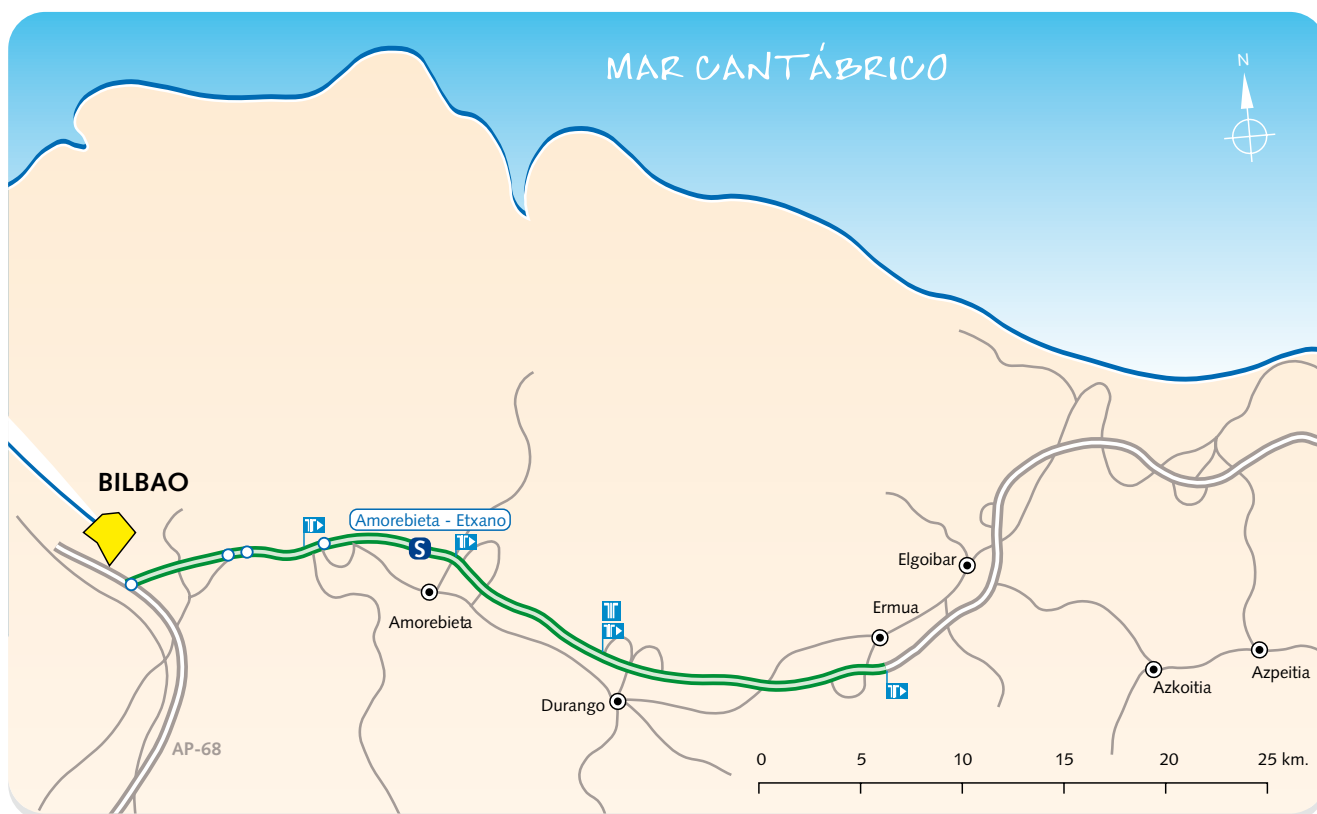 MAR CANTÁBRICO
N
BILBAO
Amorebieta - Etxano
S
T
T
T
T
T
Elgoibar
Ermua
Amorebieta
Durango
Azpeitia
Azkoitia
AP-68
0 5 10 15 20 25 km.